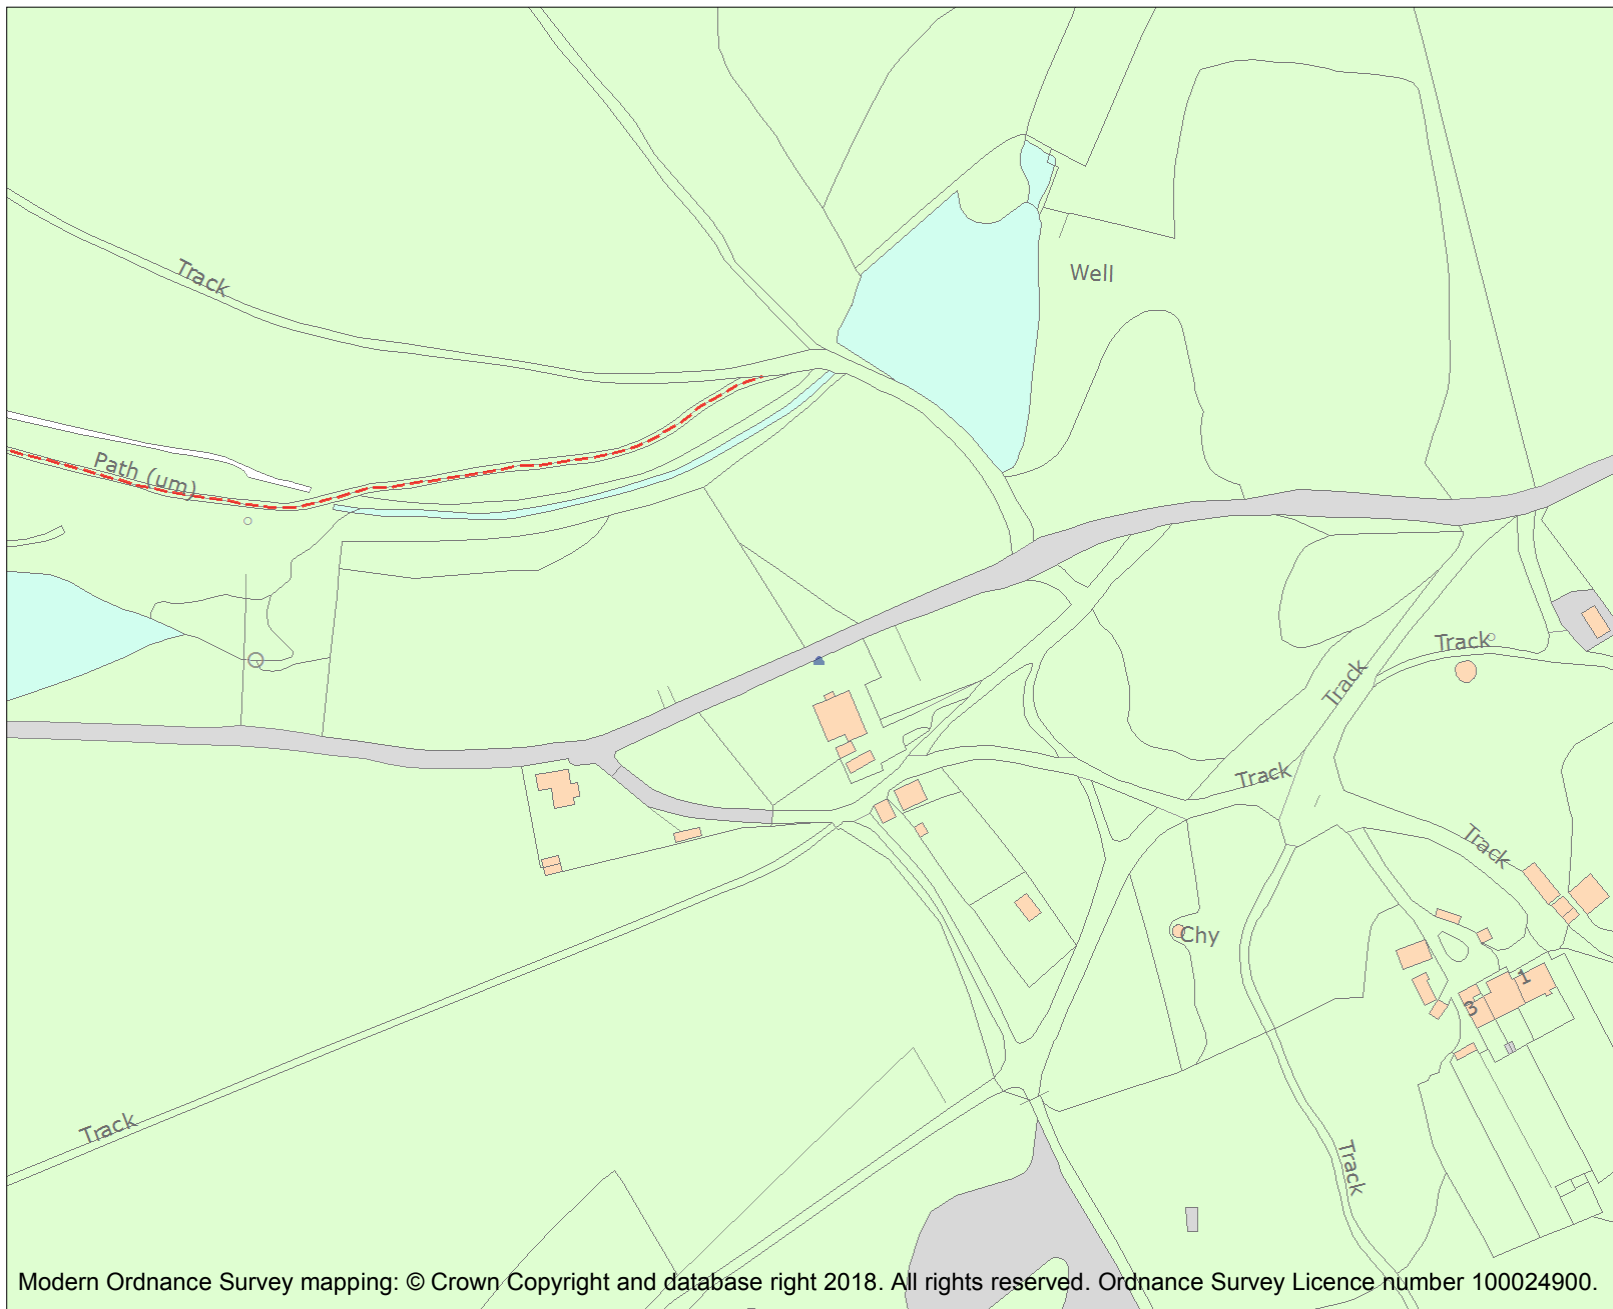 Track
Well
Path (um)
Track
Track
Track
Track
Chy
1
3
Track
Track
Modern Ordnance Survey mapping: © Crown Copyright and database right 2018. All rights reserved. Ordnance Survey Licence number 100024900.